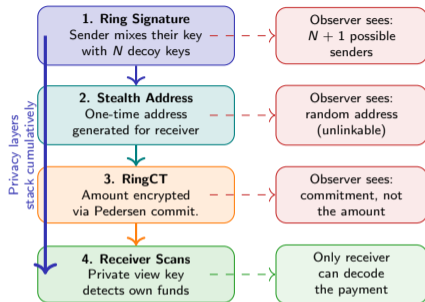 Privacy layers
stack cumulatively
1. Ring Signature
Sender mixes their key
with N decoy keys
Observer sees:
N + 1 possible
senders
2. Stealth Address
One-time address
generated for receiver
Observer sees:
random address
(unlinkable)
3. RingCT
Amount encrypted
via Pedersen commit.
Observer sees:
commitment, not
the amount
4. Receiver Scans
Private view key
detects own funds
Only receiver
can decode
the payment